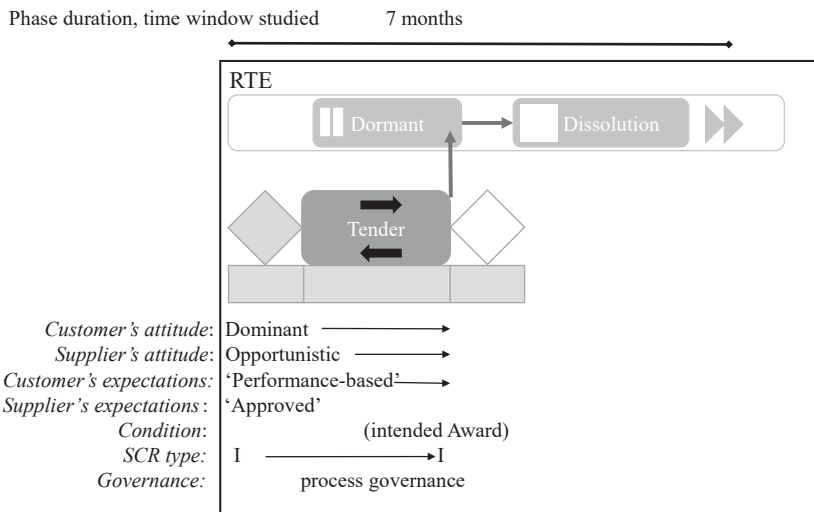 Phase duration, time window studied 7 months
RTE
Dormant Dissolution
Tender
Customer’s attitude: Dominant
Supplier’s attitude: Opportunistic
Customer’s expectations: ‘Performance-based’
Supplier’s expectations : ‘Approved’
Condition: (intended Award)
SCR type: I I
Governance: process governance